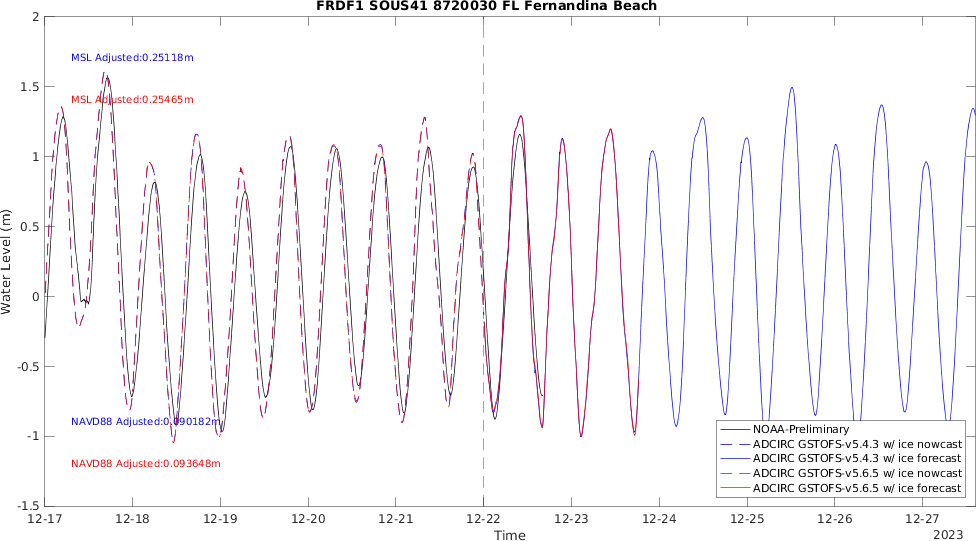 FRDF1 SOUS41 8720030 FL Fernandina Beach
2
1.5
1
0.5
0
-0.5
-1
-1.5
Water Level (m)
MSL Adjusted:0.25118m
MSL Adjusted:0.25465m
NAVD88 Adjusted:0.090182m
NAVD88 Adjusted:0.093648m
NOAA-Preliminary
ADCIRC GSTOFS-v5.4.3 w/ ice nowcast
ADCIRC GSTOFS-v5.4.3 w/ ice forecast
ADCIRC GSTOFS-v5.6.5 w/ ice nowcast
ADCIRC GSTOFS-v5.6.5 w/ ice forecast
12-17 12-18 12-19 12-20 12-21 12-22 12-23 12-24 12-25 12-26 12-27
Time
2023